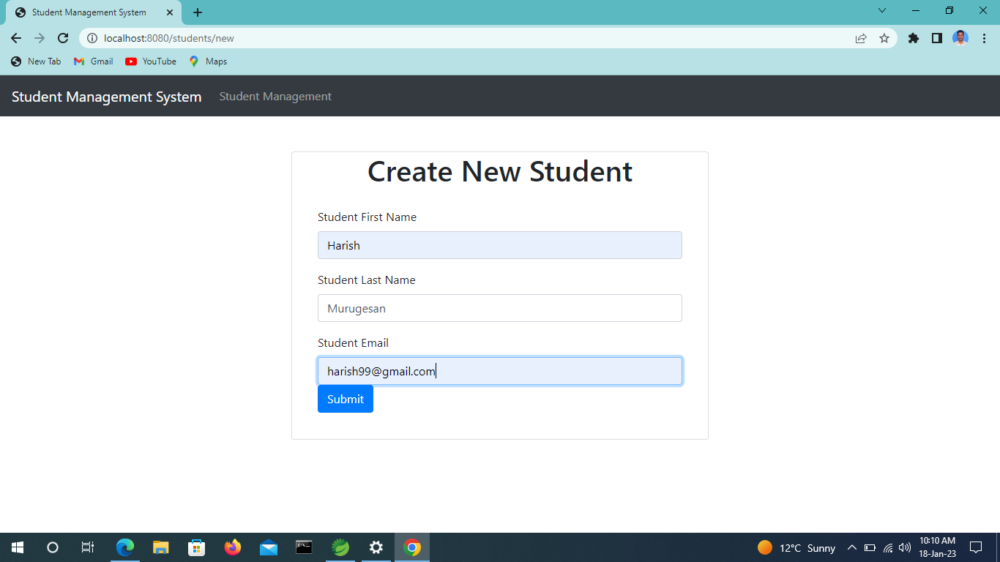 Student Management System
localhost:8080/students/new
New Tab Gmail YouTube Maps
Student Management System Student Management
Create New Student
Student First Name
Harish
Student Last Name
Murugesan
Student Email
harish99@gmail.com
Submit
12°C Sunny
10:10 AM
18-Jan-23